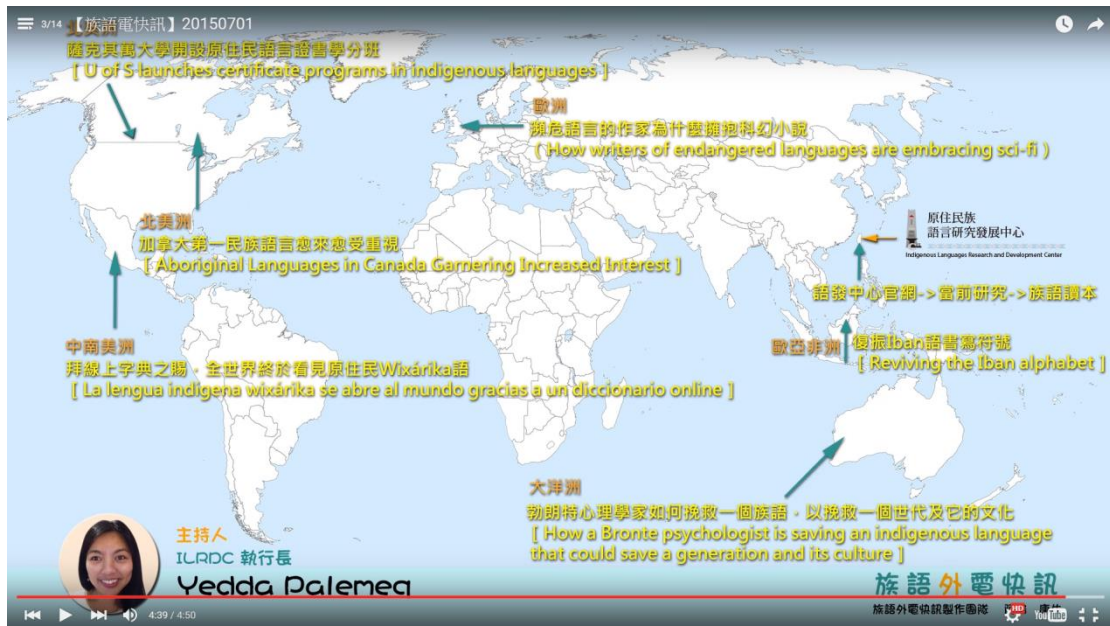 3/14 【族語電快訊】20150701
薩克其萬大學開設原住民語言證書學分班
[ U of S launches certificate programs in indigenous languages ]
歐洲
瀕危語言的作家為什麼擁抱科幻小說
( How writers of endangered languages are embracing sci-fi )
北美洲
加拿大第一民族語言愈來愈受重視
[ Aboriginal Languages in Canada Garnering Increased Interest ]
原住民族
語言研究發展中心
Indigenous Languages Research and Development Center
語發中心官網->當前研究->族語讀本
中南美洲
拜線上字典之賜，全世界終於看見原住民Wixárika語
[ La lengua indígena wixárika se abre al mundo gracias a un diccionario online ]
歐亞非洲
復振Iban語書寫符號
[ Reviving the Iban alphabet ]
大洋洲
勃朗特心理學家如何挽救一個族語，以挽救一個世代及它的文化
[ How a Bronte psychologist is saving an indigenous language
that could save a generation and its culture ]
主持人
ILRDC 執行長
Yedda Palemeq
族語外電快訊
族語外電快訊製作團隊
4:39 / 4:50
HD
YouTube